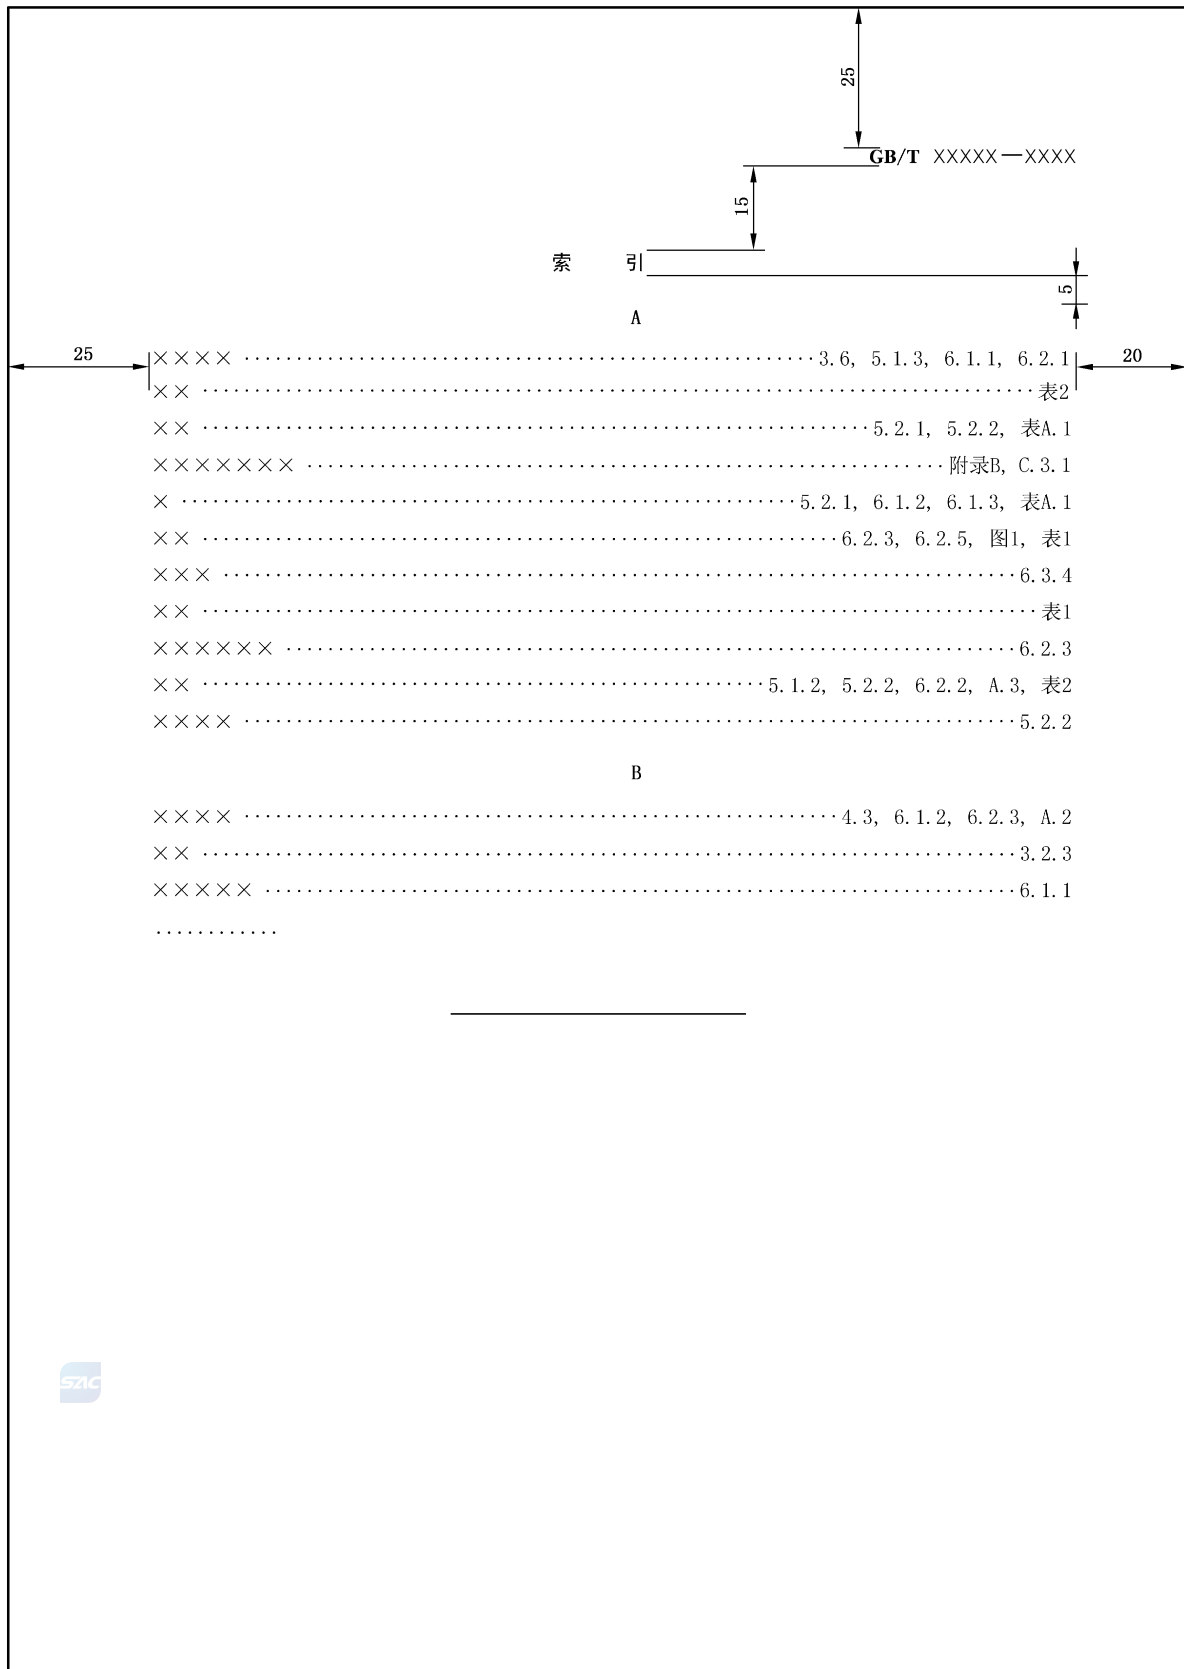 25
GB/T XXXXX—XXXX
15
索 引
5
A
25
×××× ······················································· 3.6, 5.1.3, 6.1.1, 6.2.1
20
×× ················································································ 表2
×× ································································ 5.2.1, 5.2.2, 表A.1
××××××× ····························································· 附录B, C.3.1
× ··························································· 5.2.1, 6.1.2, 6.1.3, 表A.1
×× ····························································· 6.2.3, 6.2.5, 图1, 表1
××× ············································································ 6.3.4
×× ················································································ 表1
×××××× ······································································ 6.2.3
×× ······················································ 5.1.2, 5.2.2, 6.2.2, A.3, 表2
×××× ·········································································· 5.2.2
B
×××× ························································· 4.3, 6.1.2, 6.2.3, A.2
×× ·············································································· 3.2.3
××××× ········································································ 6.1.1
············
SAC